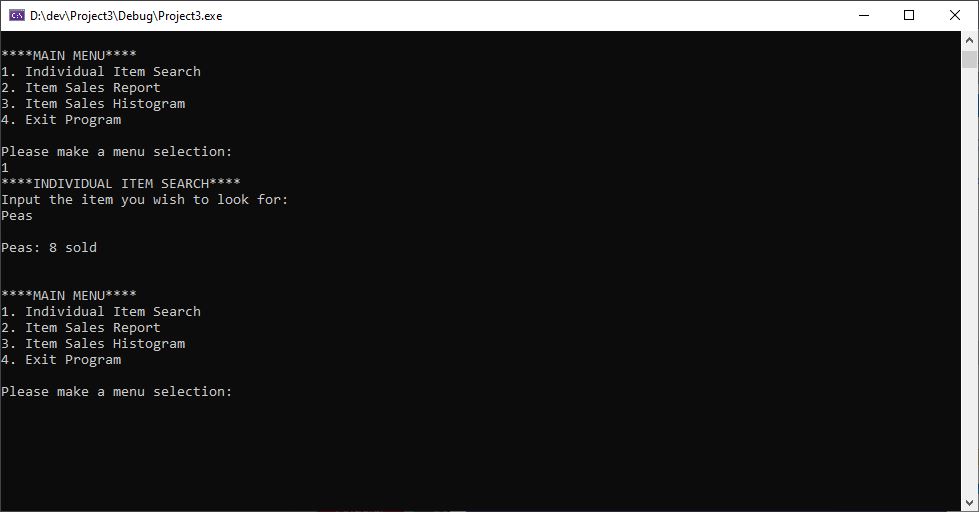 D:\dev\Project3\Debug\Project3.exe
****MAIN MENU****
1. Individual Item Search
2. Item Sales Report
3. Item Sales Histogram
4. Exit Program
Please make a menu selection:
1
****INDIVIDUAL ITEM SEARCH****
Input the item you wish to look for:
Peas
Peas: 8 sold
****MAIN MENU****
1. Individual Item Search
2. Item Sales Report
3. Item Sales Histogram
4. Exit Program
Please make a menu selection: